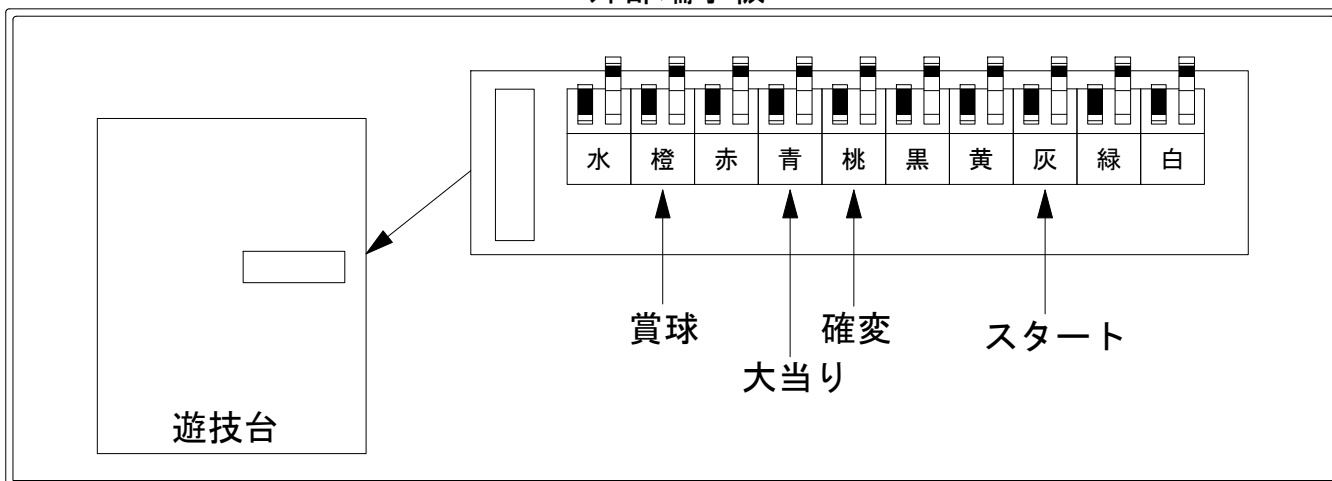 水 橙 赤 青 桃 黒 黄 灰 緑 白
賞球 確変 スタート
大当り
遊技台